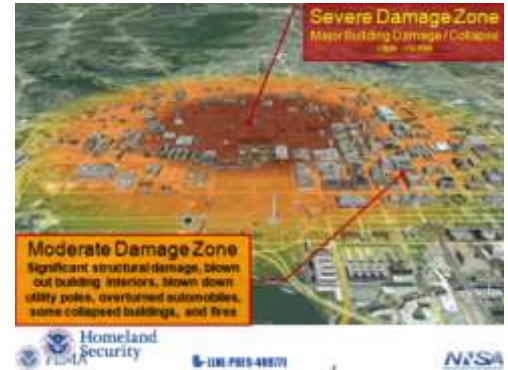 Severe Damage Zone
Major Building Damage / Collapse
Moderate Damage Zone
Significant structural damage, blown
out building interiors, blown down
utility poles, overturned automobiles,
some collapsed buildings, and fires
Homeland
Security
FEMA
NNSA